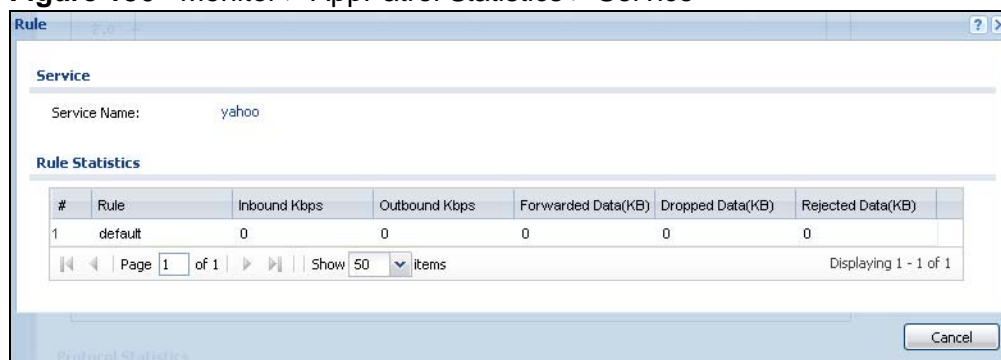 Rule
Service
Service Name: yahoo
Rule Statistics
# Rule Inbound Kbps Outbound Kbps Forwarded Data(KB) Dropped Data(KB) Rejected Data(KB)
1 default 0 0 0 0 0
Page 1 of 1 Show 50 items Displaying 1 - 1 of 1
Cancel
Protocol Statistics